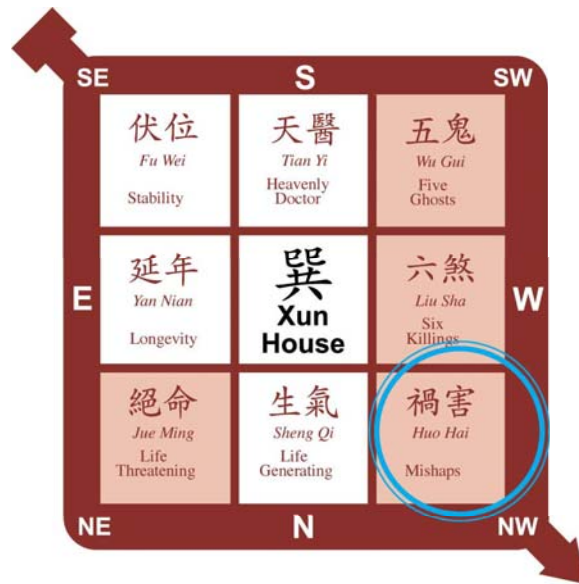 SE
S
SW
伏位
Fu Wei
Stability
天醫
Tian Yi
Heavenly
Doctor
五鬼
Wu Gui
Five
Ghosts
E
延年
Yan Nian
Longevity
巽
Xun
House
六煞
Liu Sha
Six
Killings
W
絕命
Jue Ming
Life
Threatening
生氣
Sheng Qi
Life
Generating
禍害
Huo Hai
Mishaps
NE
N
NW